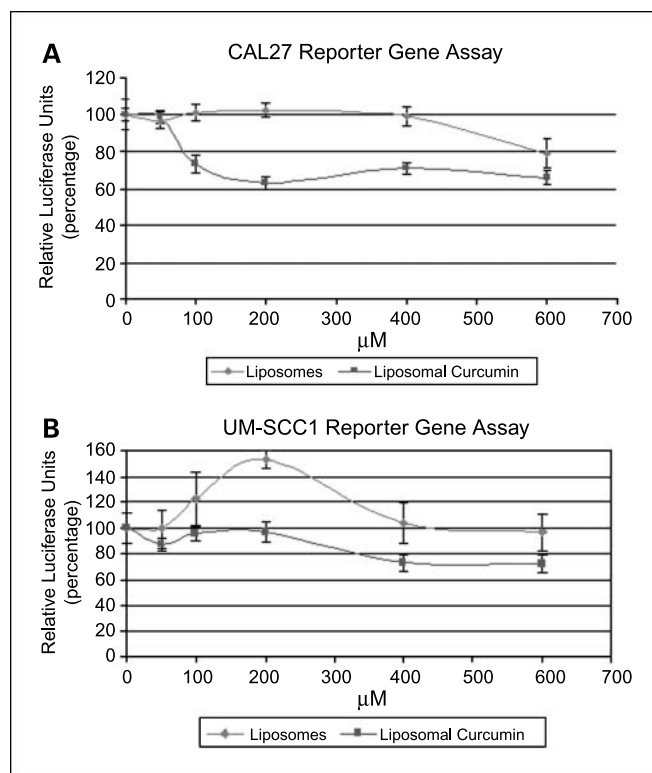 A
CAL27 Reporter Gene Assay
Relative Luciferase Units
(percentage)
120
100
80
60
40
20
0
0 100 200 300 400 500 600 700
μM
Liposomes Liposomal Curcumin
B
UM-SCC1 Reporter Gene Assay
Relative Luciferase Units
(percentage)
160
140
120
100
80
60
40
20
0
0 100 200 300 400 500 600 700
μM
Liposomes Liposomal Curcumin